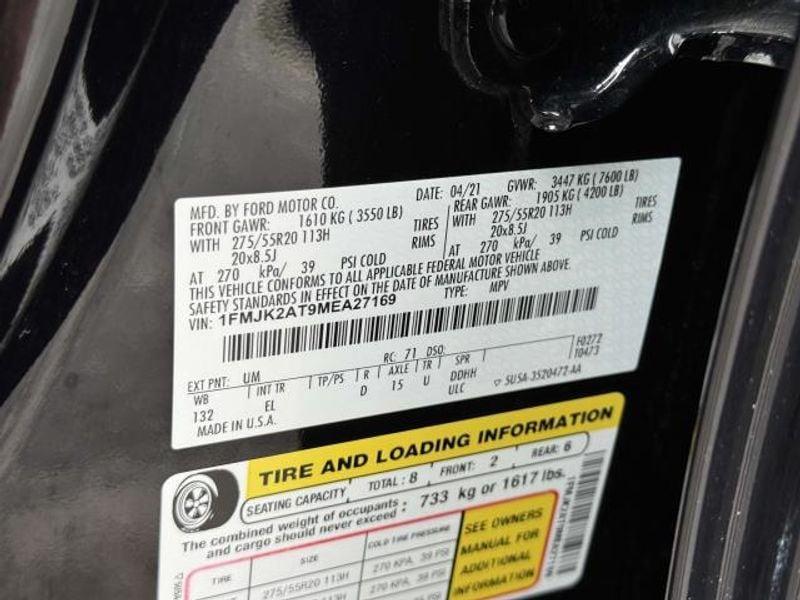 MFD. BY FORD MOTOR CO. DATE: 04/21 GVWR: 3447 KG ( 7600 LB)
FRONT GAWR: 1610 KG ( 3550 LB) REAR GAWR: 1905 KG ( 4200 LB)
WITH 275/55R20 113H TIRES WITH 275/55R20 113H TIRES
20x8.5J RIMS 20x8.5J RIMS
AT 270 kPa/ 39 PSI COLD AT 270 kPa/ 39 PSI COLD
THIS VEHICLE CONFORMS TO ALL APPLICABLE FEDERAL MOTOR VEHICLE
SAFETY STANDARDS IN EFFECT ON THE DATE OF MANUFACTURE SHOWN ABOVE.
VIN: 1FMJK2AT9MEA27169 TYPE: MPV
F0272
EXT PNT: UM RC: 71 DSO: 10473
WB INT TR TP/PS R AXLE TR SPR
132 EL D 15 U DDHH
ULC ▽ SU5A-3520472-AA
MADE IN U.S.A.
TIRE AND LOADING INFORMATION
SEATING CAPACITY TOTAL: 8 FRONT: 2 REAR: 6
The combined weight of occupants and cargo should never exceed : 733 kg or 1617 lbs.
TIRE SIZE COLD TIRE PRESSURE
275/55R20 113H 270 KPA, 39 PSI
275/55R20 113H 270 KPA, 39 PSI
SEE OWNERS
MANUAL FOR
ADDITIONAL
INFORMATION